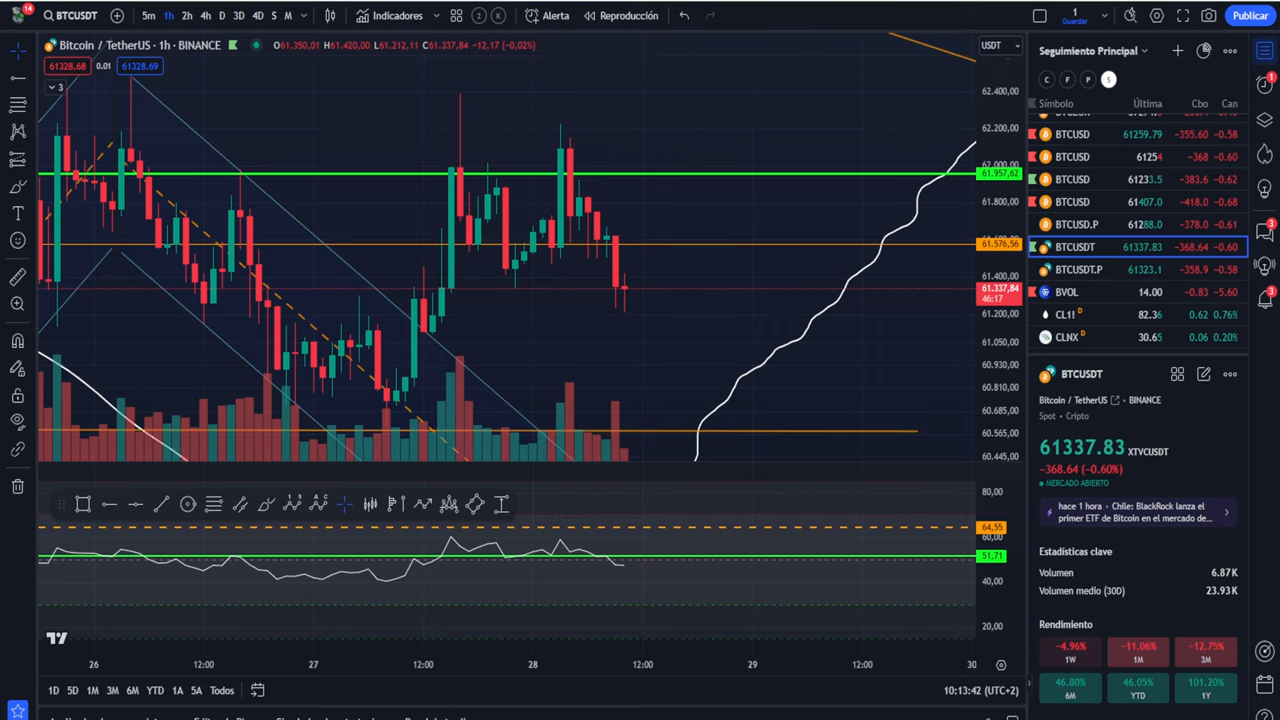 14
BTCUSDT
5m 1h 2h 4h D 3D 4D S M
Indicadores
2 K
Alerta
Reproducción
1
Guardar
Publicar
Bitcoin / TetherUS · 1h · BINANCE
O61.350,01 H61.420,00 L61.212,11 C61.337,84 −12,17 (−0,02%)
61328.68 0.01 61328.69
3
USDT
62.400,00
62.200,00
62.000,00
61.957,62
61.800,00
61.576,56
61.400,00
61.337,84
46:17
61.200,00
61.050,00
60.930,00
60.810,00
60.685,00
60.565,00
60.445,00
80,00
64,55
60,00
51,71
40,00
20,00
26 12:00 27 12:00 28 12:00 29 12:00 30
1D 5D 1M 3M 6M YTD 1A 5A Todos
10:13:42 (UTC+2)
Seguimiento Principal
C F P S
Símbolo Última Cbo Can
BTCUSD 61259.79 −355.60 −0.58
BTCUSD 61254 −368 −0.60
BTCUSD 61233.5 −383.6 −0.62
BTCUSD 61407.0 −418.0 −0.68
BTCUSD.P 61288.0 −378.0 −0.61
BTCUSDT 61337.83 −368.64 −0.60
BTCUSDT.P 61323.1 −358.9 −0.58
BVOL 14.00 −0.83 −5.60
CL1! D 82.36 0.62 0.76%
CLNX D 30.65 0.06 0.20%
BTCUSDT
Bitcoin / TetherUS · BINANCE
Spot · Cripto
61337.83 XTVCUSDT
−368.64 (−0.60%)
MERCADO ABIERTO
hace 1 hora · Chile: BlackRock lanza el
primer ETF de Bitcoin en el mercado de...
Estadísticas clave
Volumen 6.87K
Volumen medio (30D) 23.93K
Rendimiento
−4.96% −11.06% −12.75%
1W 1M 3M
46.80% 46.05% 101.20%
6M YTD 1Y
1
3
3